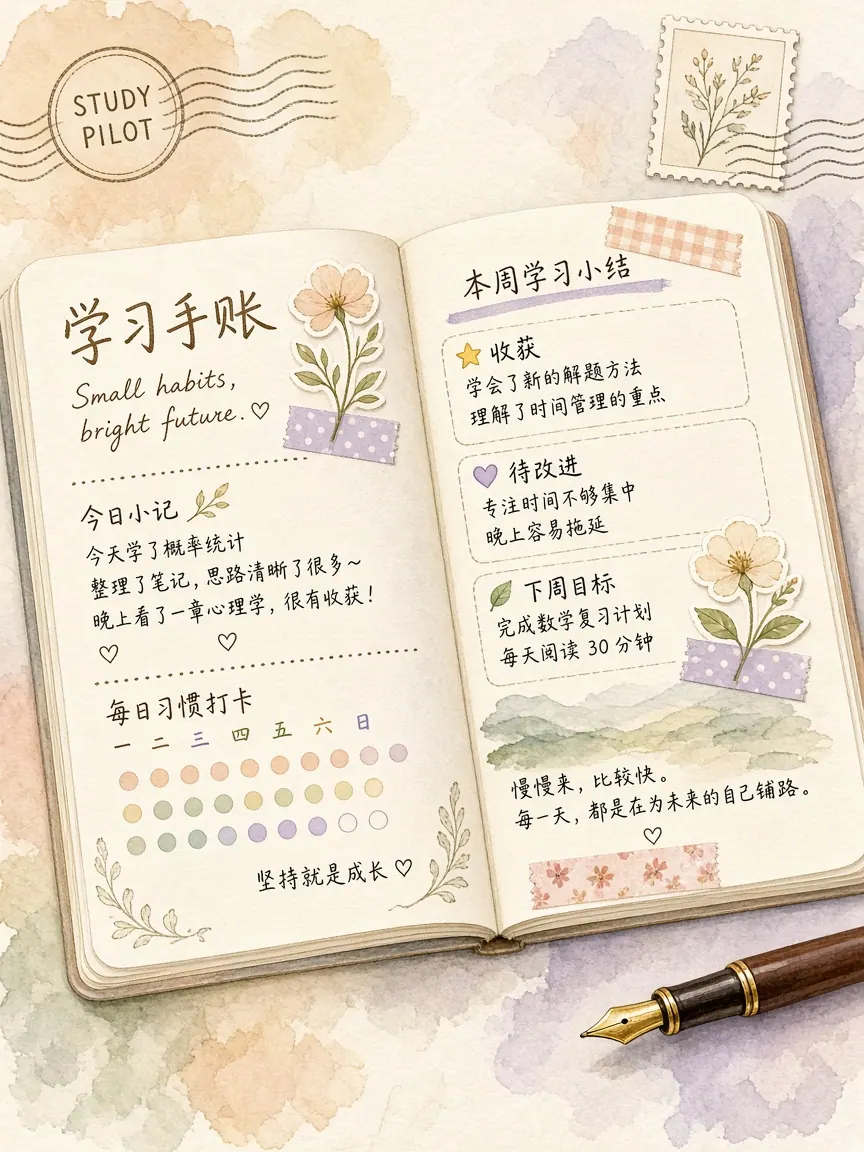 STUDY
PILOT
学习手账
Small habits,
bright future.♡
今日小记
今天学了概率统计
整理了笔记，思路清晰了很多～
晚上看了一章心理学，很有收获！
每日习惯打卡
一 二 三 四 五 六 日
坚持就是成长♡
本周学习小结
收获
学会了新的解题方法
理解了时间管理的重点
待改进
专注时间不够集中
晚上容易拖延
下周目标
完成数学复习计划
每天阅读 30 分钟
慢慢来，比较快。
每一天，都是在为未来的自己铺路。